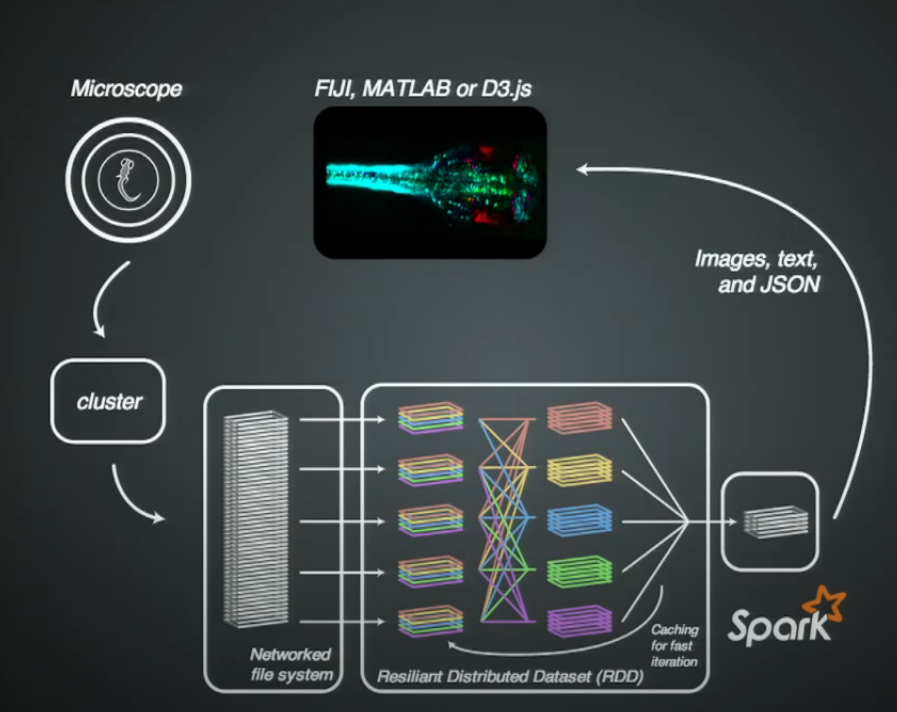 Microscope
FIJI, MATLAB or D3.js
Images, text,
and JSON
cluster
Networked
file system
Caching
for fast
iteration
Resiliant Distributed Dataset (RDD)
Spark